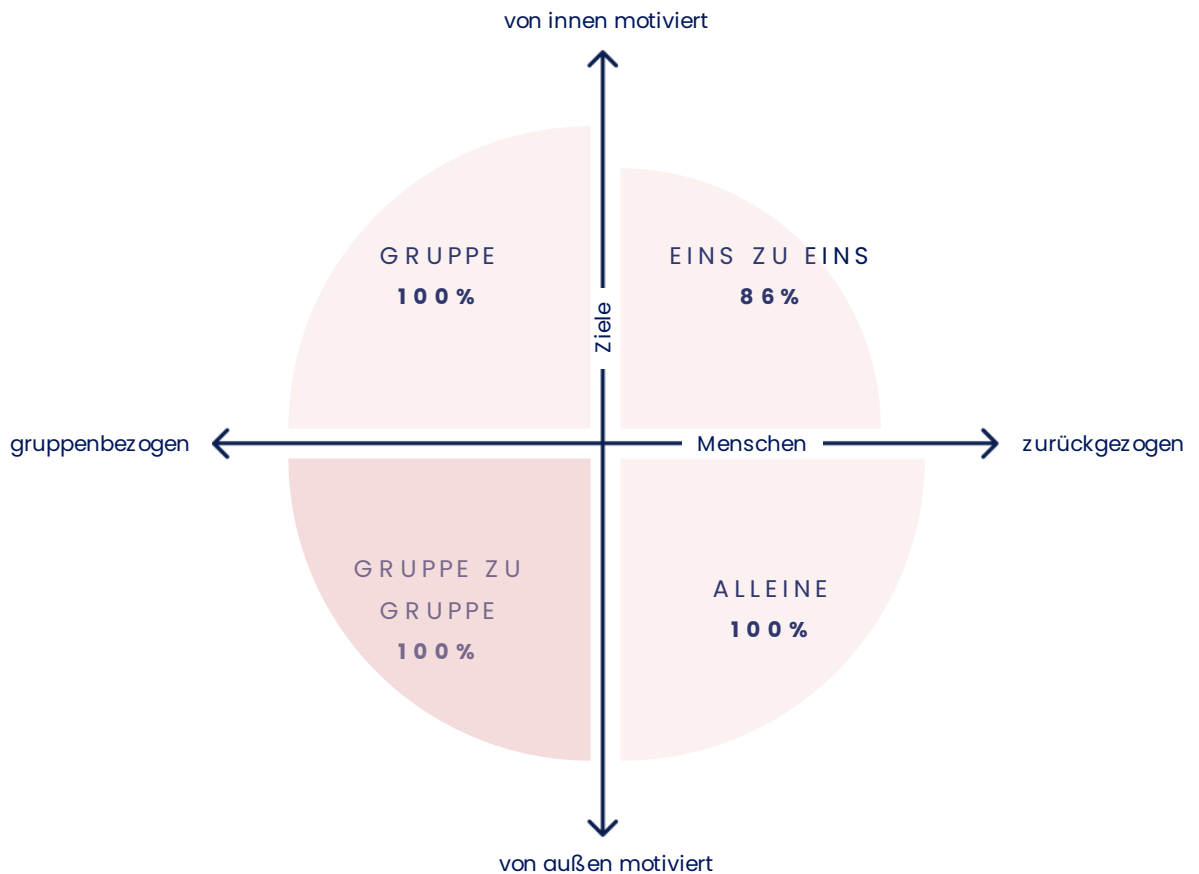 von innen motiviert
GRUPPE
100%
EINS ZU EINS
86%
Ziele
gruppenbezogen
Menschen
zurückgezogen
GRUPPE ZU
GRUPPE
100%
ALLEINE
100%
von außen motiviert